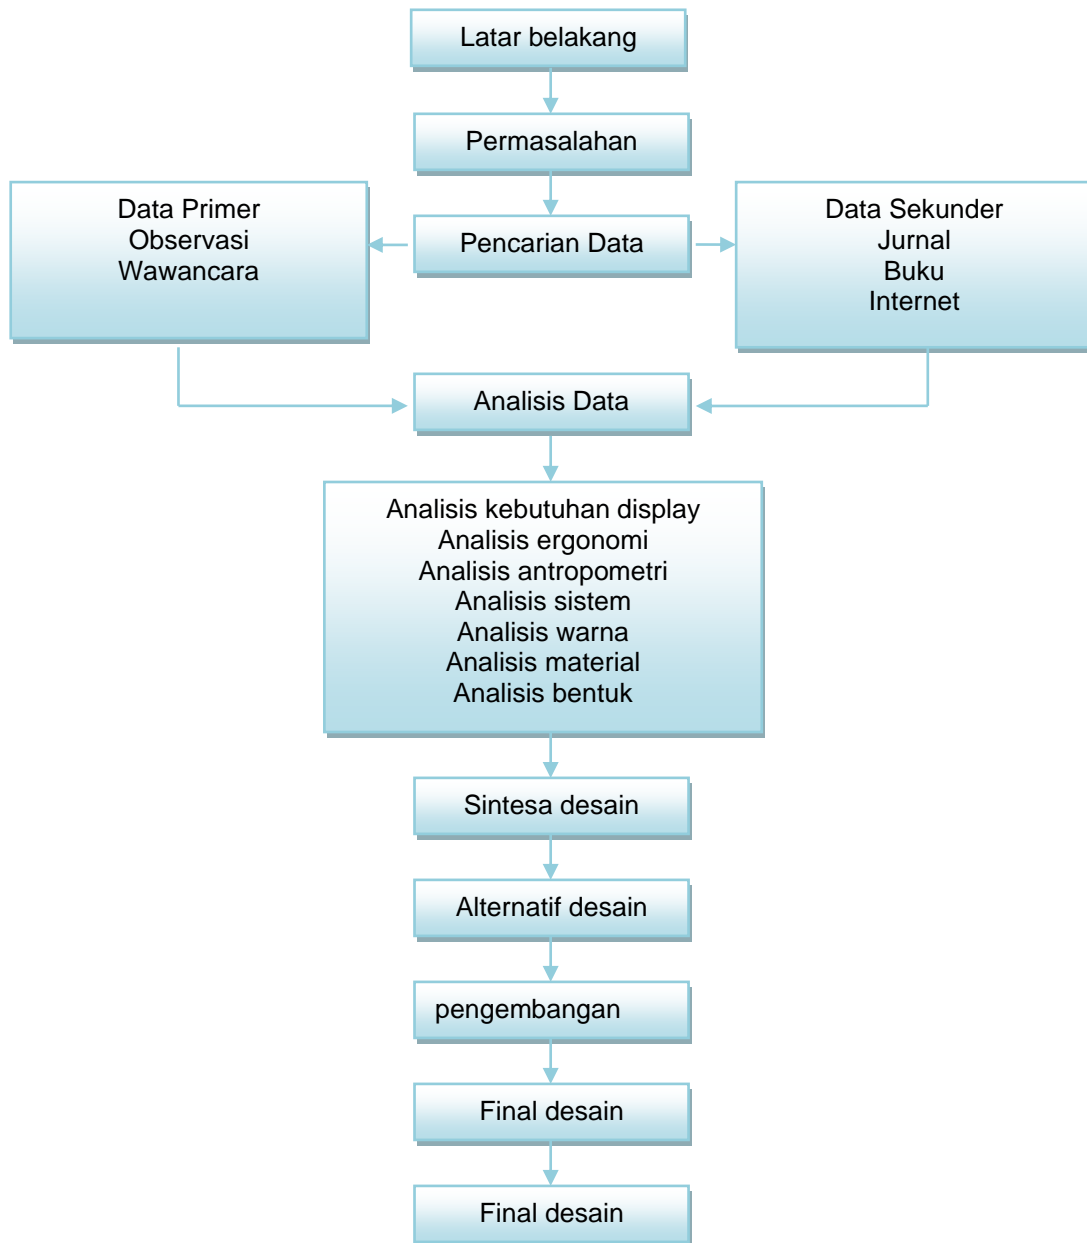 Latar belakang
Permasalahan
Data Primer
Observasi
Wawancara
Pencarian Data
Data Sekunder
Jurnal
Buku
Internet
Analisis Data
Analisis kebutuhan display
Analisis ergonomi
Analisis antropometri
Analisis sistem
Analisis warna
Analisis material
Analisis bentuk
Sintesa desain
Alternatif desain
pengembangan
Final desain
Final desain